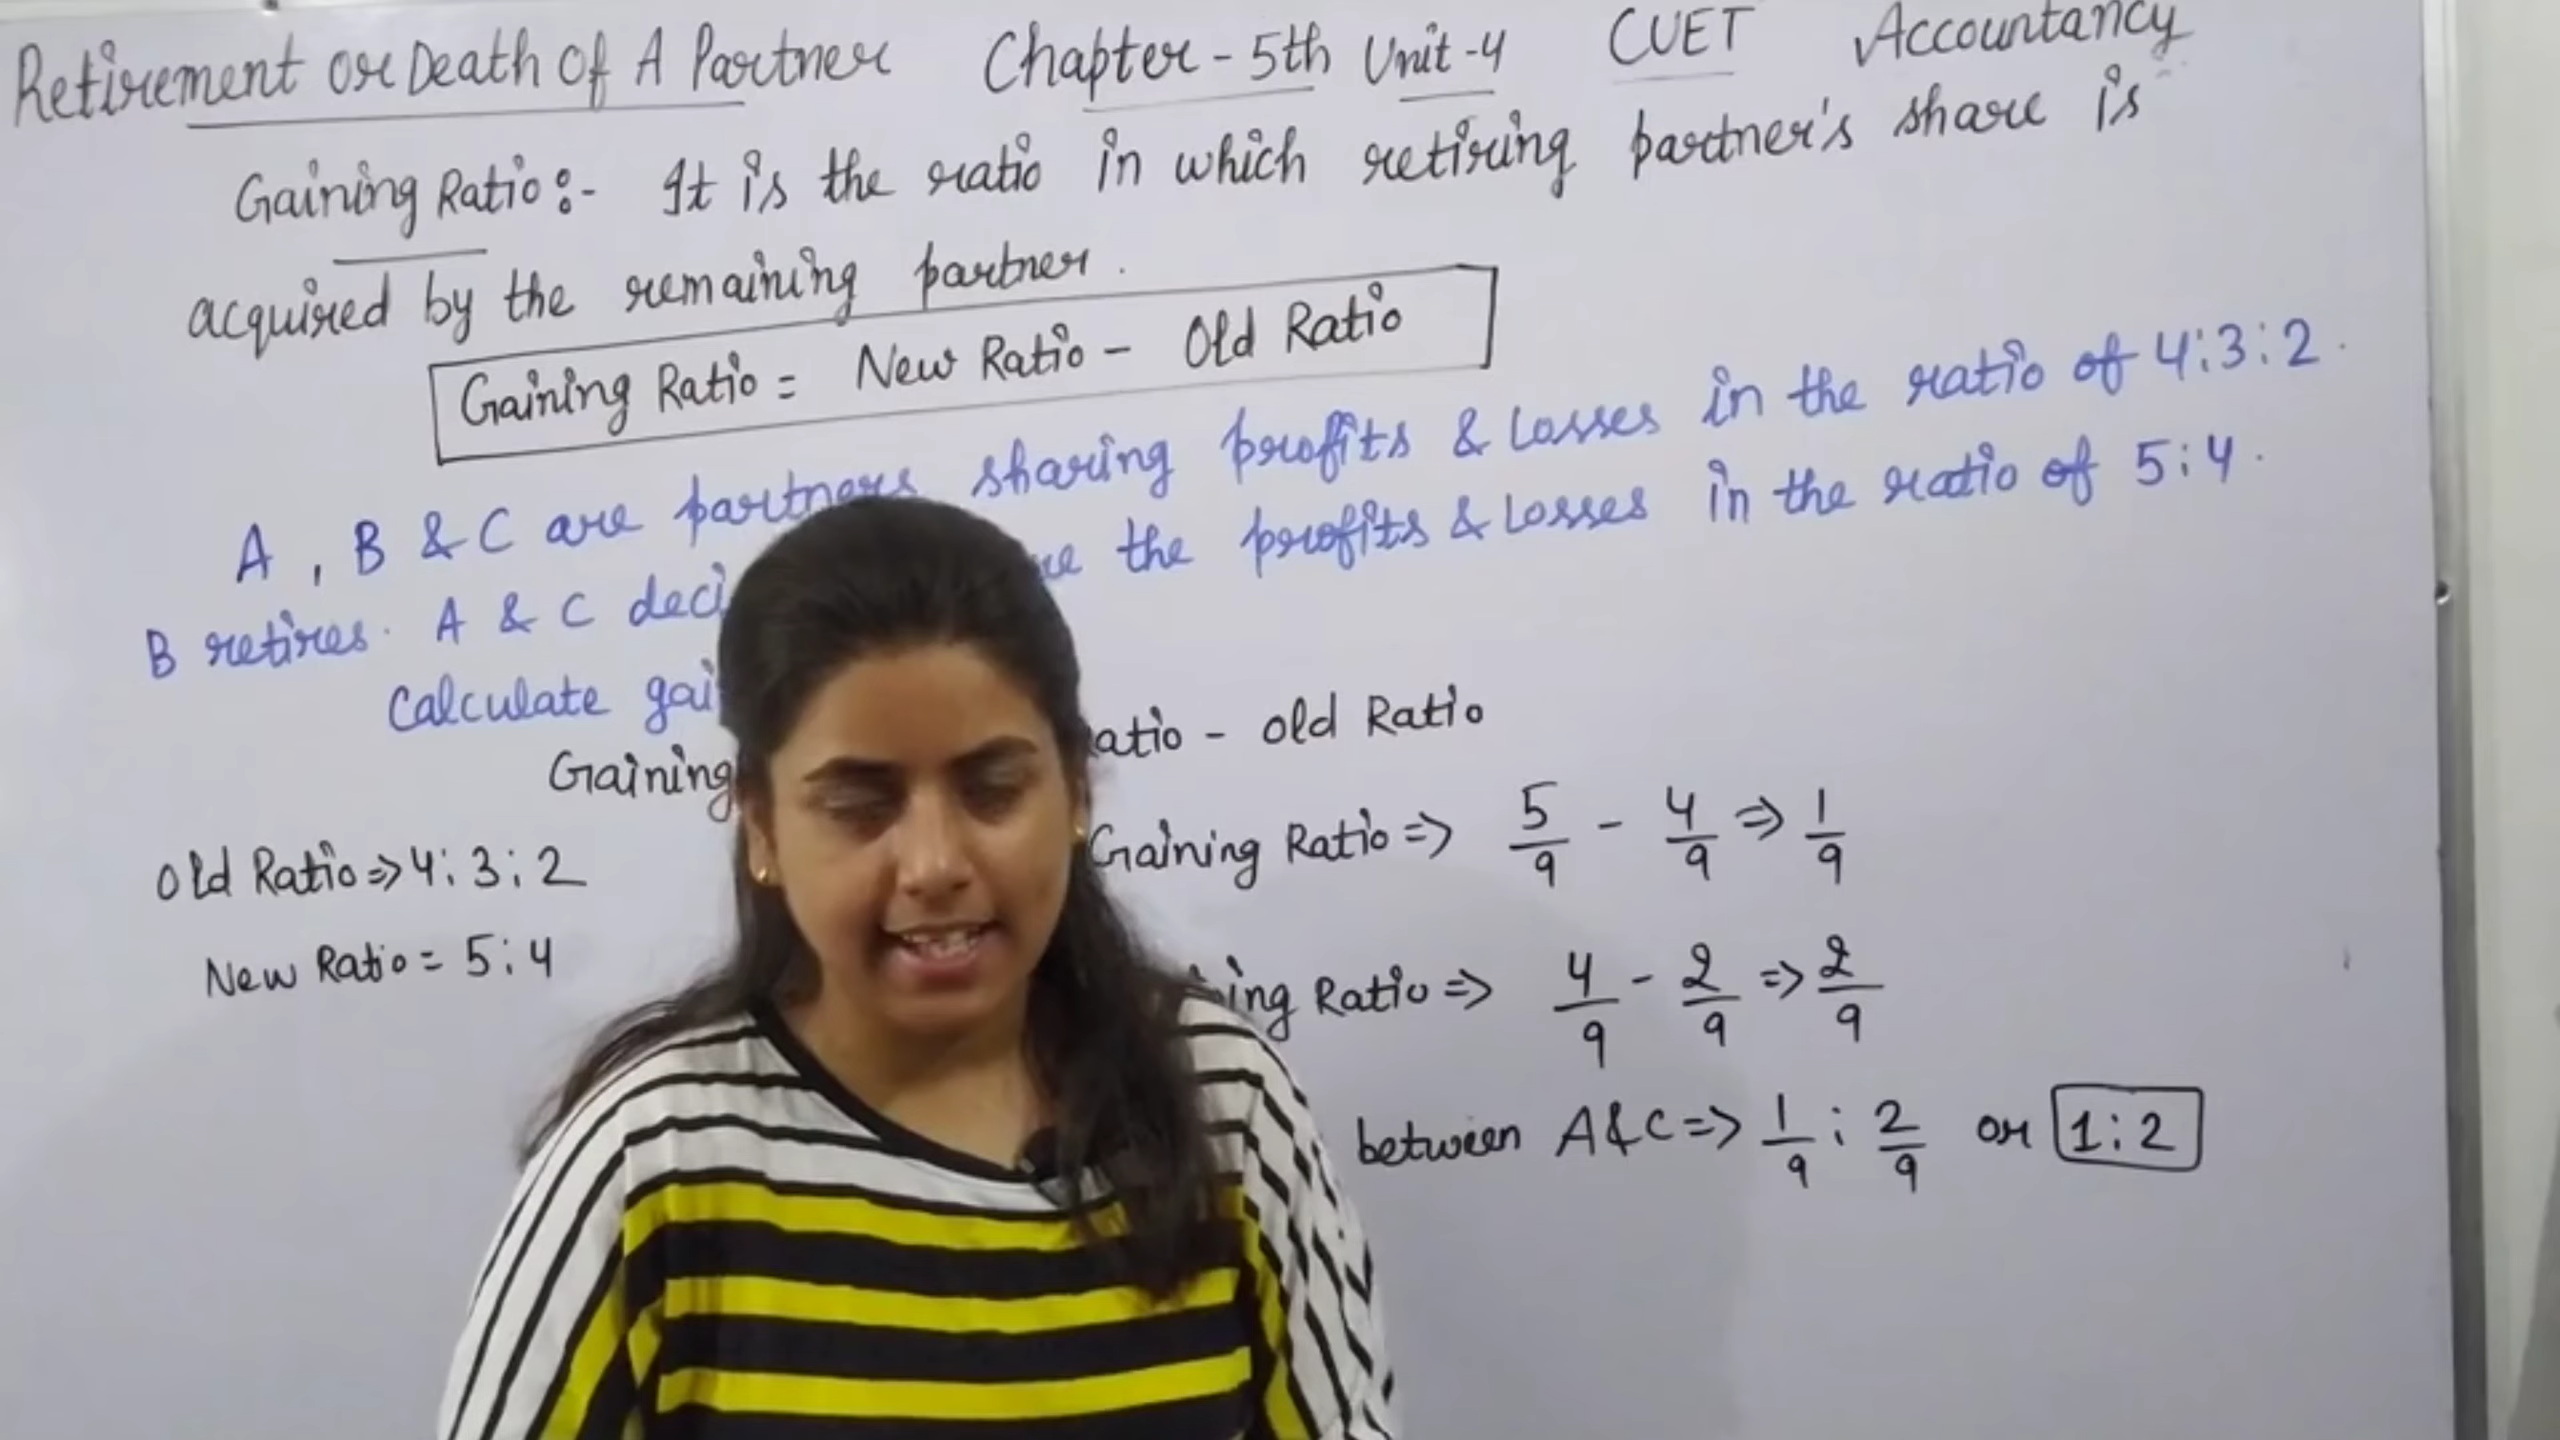 Retirement or Death Of A Partner Chapter - 5th Unit - 4 CUET Accountancy
Gaining Ratio :- It is the ratio in which retiring partner's share is
acquired by the remaining partner.
Gaining Ratio = New Ratio - Old Ratio
A, B & C are partners sharing profits & losses in the ratio of 4:3:2.
B retires. A & C the profits & losses in the ratio of 5:4.
Calculate
Gaining - old Ratio
Old Ratio => 4:3:2
Gaining Ratio => 5/9 - 4/9 => 1/9
New Ratio = 5:4
Ratio => 4/9 - 2/9 => 2/9
between A & C => 1/9 : 2/9 or 1:2